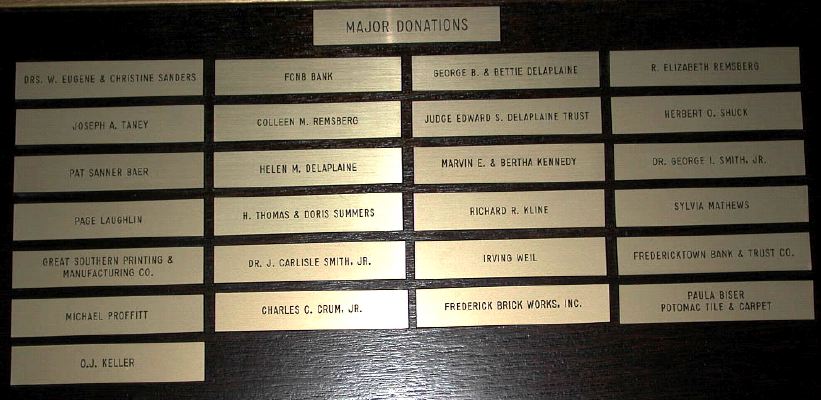 MAJOR DONATIONS
DRS. W. EUGENE & CHRISTINE SANDERS
FCNB BANK
GEORGE B. & BETTIE DELAPLAINE
R. ELIZABETH REMSBERG
JOSEPH A. TANEY
COLLEEN M. REMSBERG
JUDGE EDWARD S. DELAPLAINE TRUST
HERBERT O. SHUCK
PAT SANNER BAER
HELEN M. DELAPLAINE
MARVIN E. & BERTHA KENNEDY
DR. GEORGE I. SMITH, JR.
PAGE LAUGHLIN
H. THOMAS & DORIS SUMMERS
RICHARD R. KLINE
SYLVIA MATHEWS
GREAT SOUTHERN PRINTING &
MANUFACTURING CO.
DR. J. CARLISLE SMITH, JR.
IRVING WEIL
FREDERICKTOWN BANK & TRUST CO.
MICHAEL PROFFITT
CHARLES C. CRUM, JR.
FREDERICK BRICK WORKS, INC.
PAULA BISER
POTOMAC TILE & CARPET
O.J. KELLER